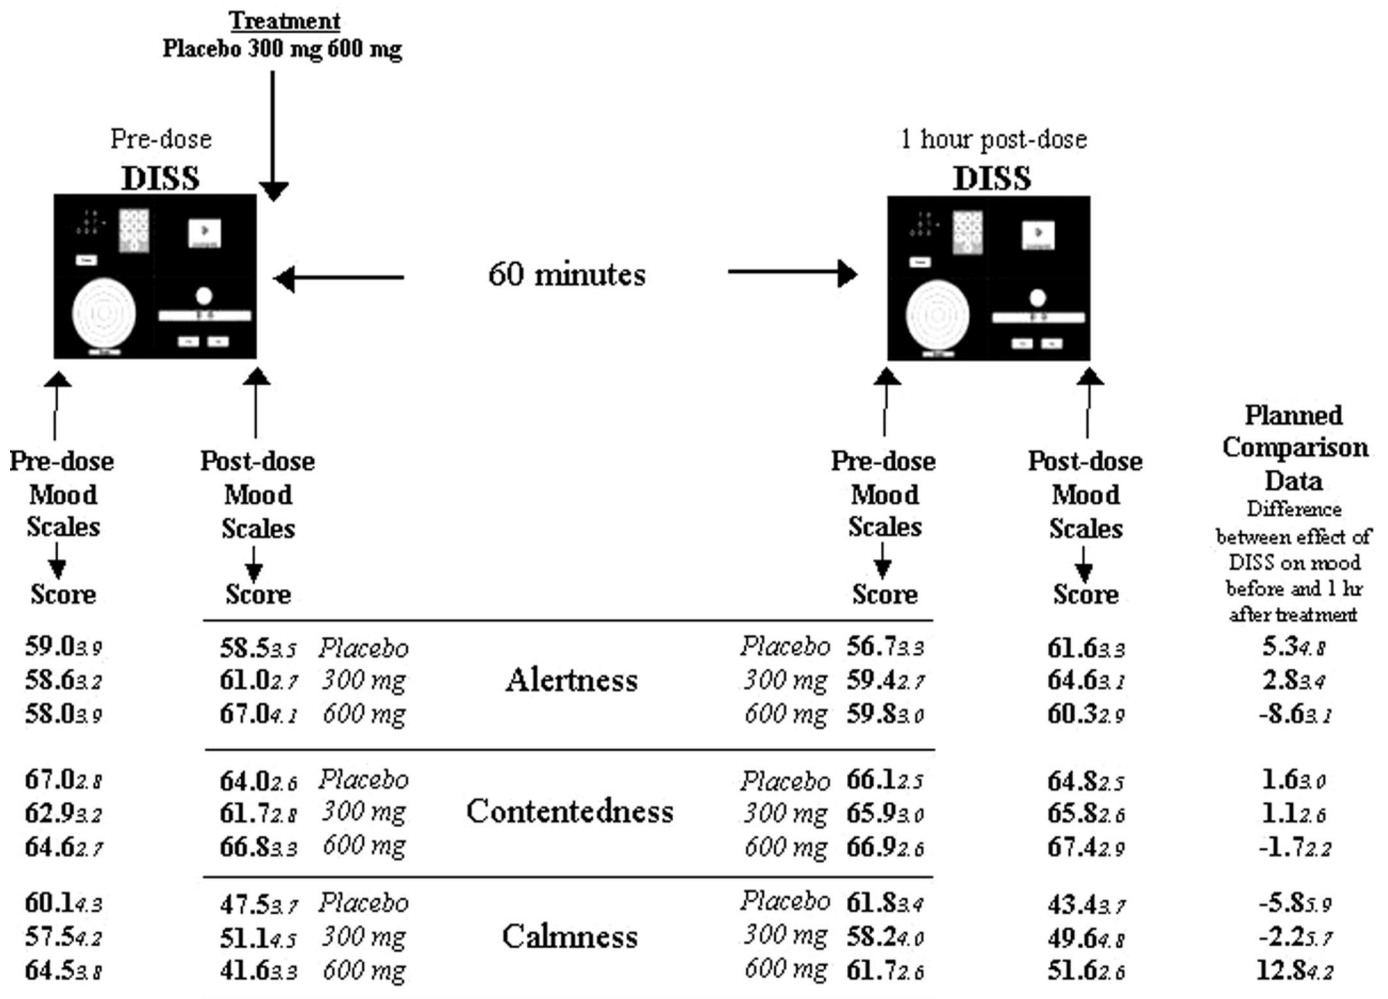 Treatment
Placebo 300 mg 600 mg
Pre-dose
DISS
1 hour post-dose
DISS
60 minutes
Pre-dose
Mood
Scales
Score
Post-dose
Mood
Scales
Score
Pre-dose
Mood
Scales
Score
Post-dose
Mood
Scales
Score
Planned
Comparison
Data
Difference
between effect of
DISS on mood
before and 1 hr
after treatment
59.03.9 58.53.5 Placebo Placebo 56.73.3 61.63.3 5.34.8
58.63.2 61.02.7 300 mg Alertness 300 mg 59.42.7 64.63.1 2.83.4
58.03.9 67.04.1 600 mg 600 mg 59.83.0 60.32.9 -8.63.1
67.02.8 64.02.6 Placebo Placebo 66.12.5 64.82.5 1.63.0
62.93.2 61.72.8 300 mg Contentedness 300 mg 65.93.0 65.82.6 1.12.6
64.62.7 66.83.3 600 mg 600 mg 66.92.6 67.42.9 -1.72.2
60.14.3 47.53.7 Placebo Placebo 61.83.4 43.43.7 -5.85.9
57.54.2 51.14.5 300 mg Calmness 300 mg 58.24.0 49.64.8 -2.25.7
64.53.8 41.63.3 600 mg 600 mg 61.72.6 51.62.6 12.84.2